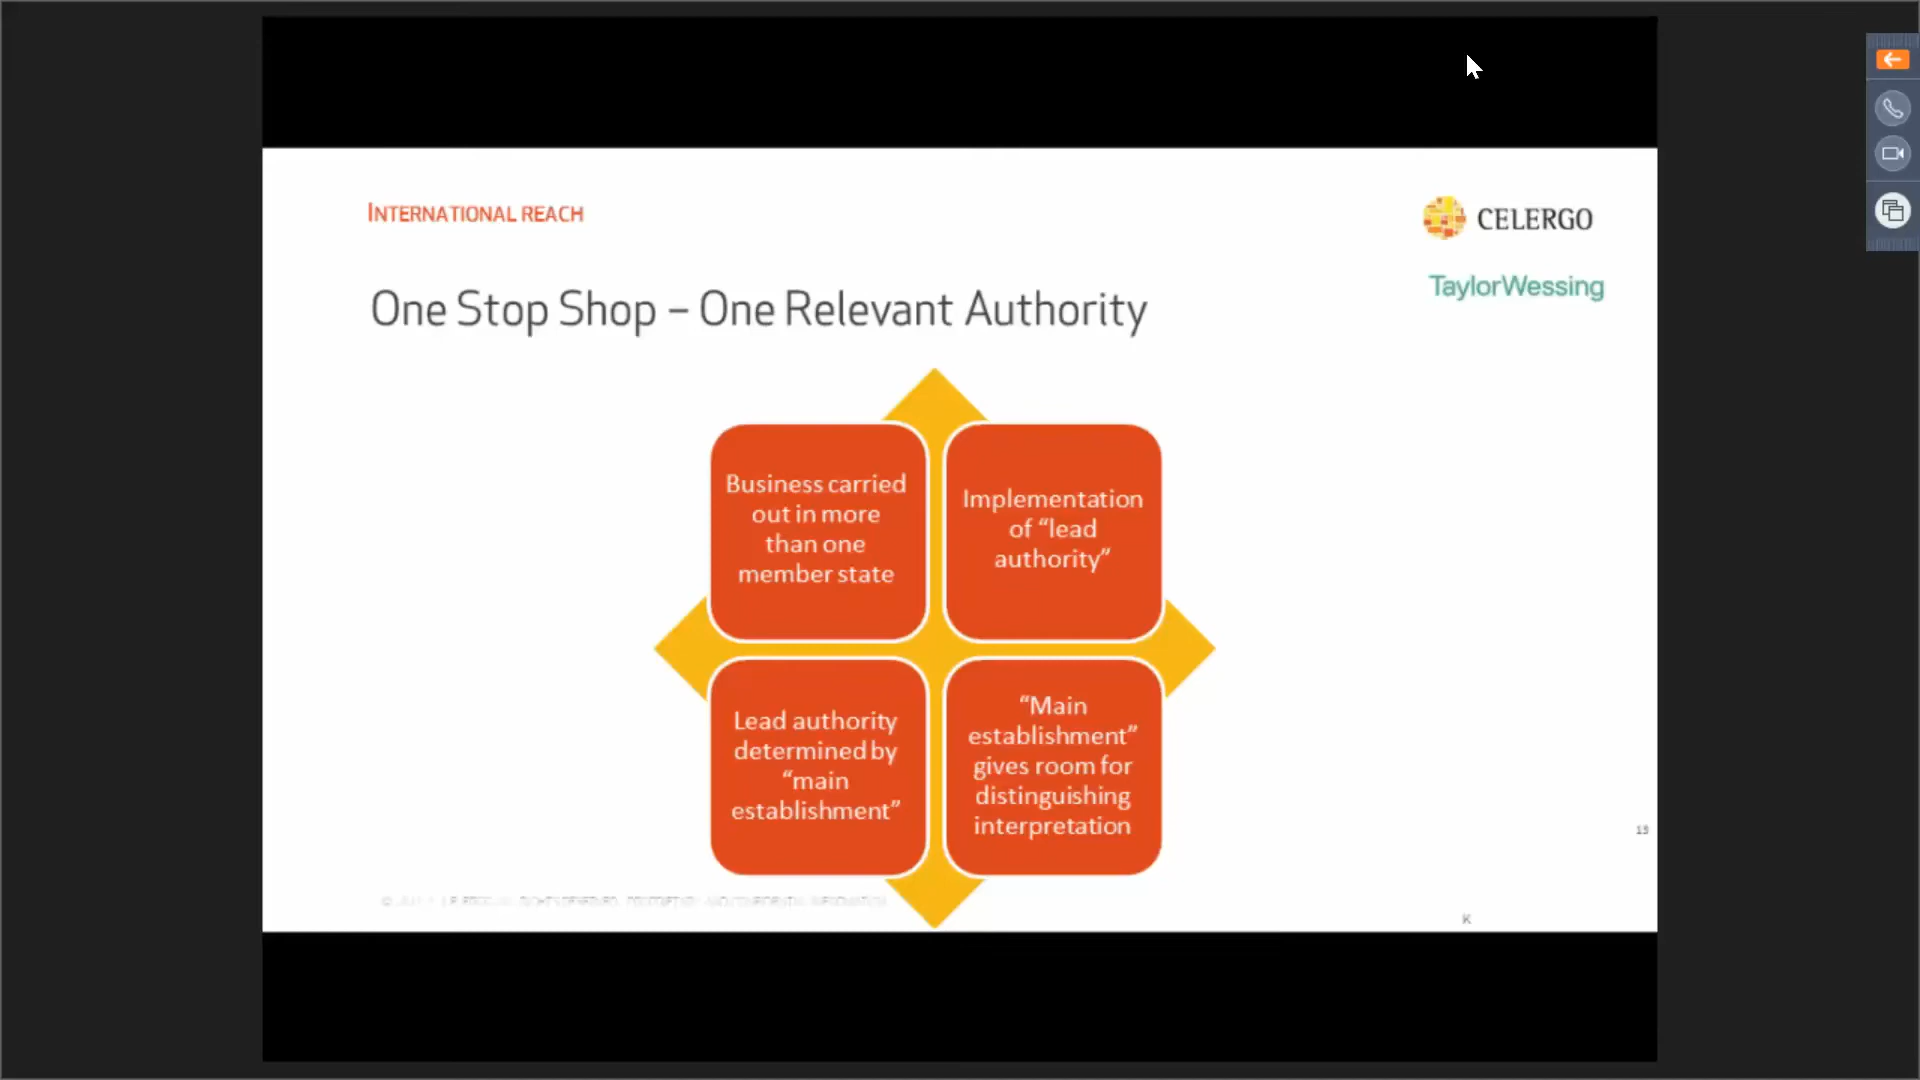 INTERNATIONAL REACH
CELERGO
TaylorWessing
One Stop Shop – One Relevant Authority
Business carried
out in more
than one
member state
Implementation
of “lead
authority”
Lead authority
determined by
“main
establishment”
“Main
establishment”
gives room for
distinguishing
interpretation
13
K